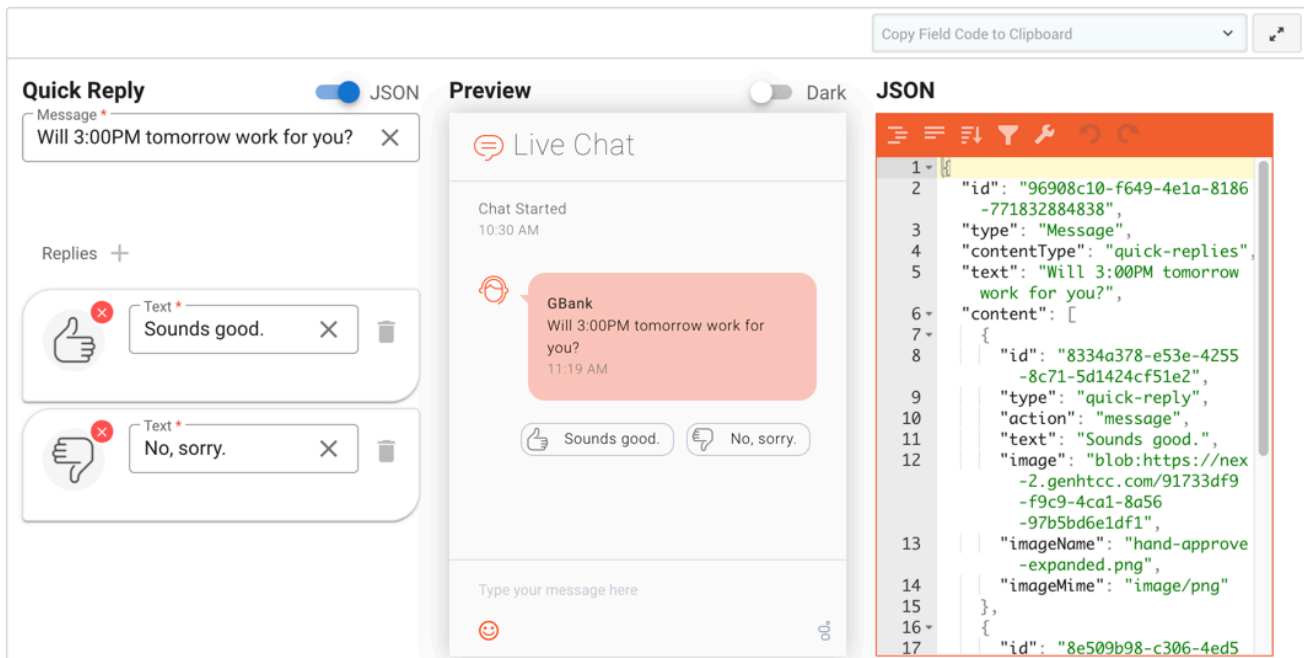 Copy Field Code to Clipboard
Quick Reply
JSON
Message *
Will 3:00PM tomorrow work for you?
Replies
Text *
Sounds good.
Text *
No, sorry.
Preview
Dark
Live Chat
Chat Started
10:30 AM
GBank
Will 3:00PM tomorrow work for
you?
11:19 AM
Sounds good.
No, sorry.
Type your message here
JSON
1 {
2 "id": "96908c10-f649-4e1a-8186
-771832884838",
3 "type": "Message",
4 "contentType": "quick-replies",
5 "text": "Will 3:00PM tomorrow
work for you?",
6 "content": [
7 {
8 "id": "8334a378-e53e-4255
-8c71-5d1424cf51e2",
9 "type": "quick-reply",
10 "action": "message",
11 "text": "Sounds good.",
12 "image": "blob:https://nex
-2.genhtcc.com/91733df9
-f9c9-4ca1-8a56
-97b5bd6e1df1",
13 "imageName": "hand-approve
-expanded.png",
14 "imageMime": "image/png"
15 },
16 {
17 "id": "8e509b98-c306-4ed5